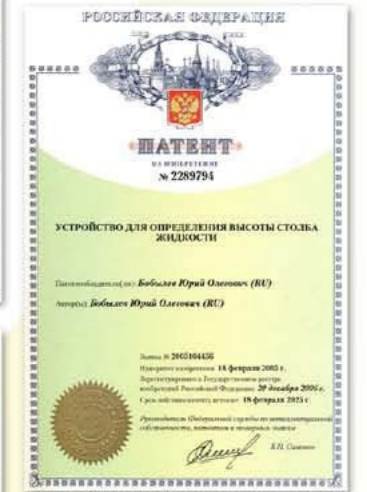 РОССИЙСКАЯ ФЕДЕРАЦИЯ
ПАТЕНТ
НА ИЗОБРЕТЕНИЕ
№ 2289794
УСТРОЙСТВО ДЛЯ ОПРЕДЕЛЕНИЯ ВЫСОТЫ СТОЛБА
ЖИДКОСТИ
Патентообладатель(ли): Бобылев Юрий Олегович (RU)
Автор(ы): Бобылев Юрий Олегович (RU)
Заявка № 2005104456
Приоритет изобретения 18 февраля 2005 г.
Зарегистрировано в Государственном реестре
изобретений Российской Федерации 20 декабря 2006 г.
Срок действия патента истекает 18 февраля 2025 г.
Руководитель Федеральной службы по интеллектуальной
собственности, патентам и товарным знакам
Б.П. Симонов